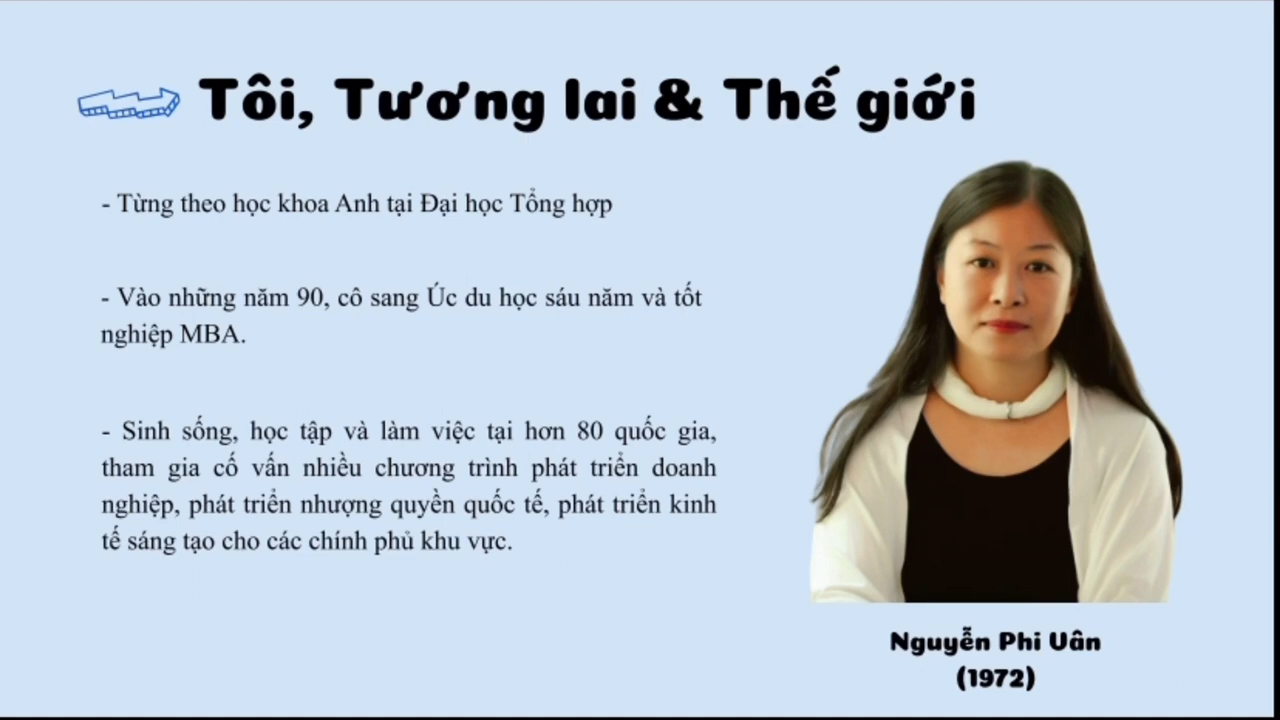 Tôi, Tương lai & Thế giới
- Từng theo học khoa Anh tại Đại học Tổng hợp
- Vào những năm 90, cô sang Úc du học sáu năm và tốt
nghiệp MBA.
- Sinh sống, học tập và làm việc tại hơn 80 quốc gia,
tham gia cố vấn nhiều chương trình phát triển doanh
nghiệp, phát triển nhượng quyền quốc tế, phát triển kinh
tế sáng tạo cho các chính phủ khu vực.
Nguyễn Phi Uân
(1972)